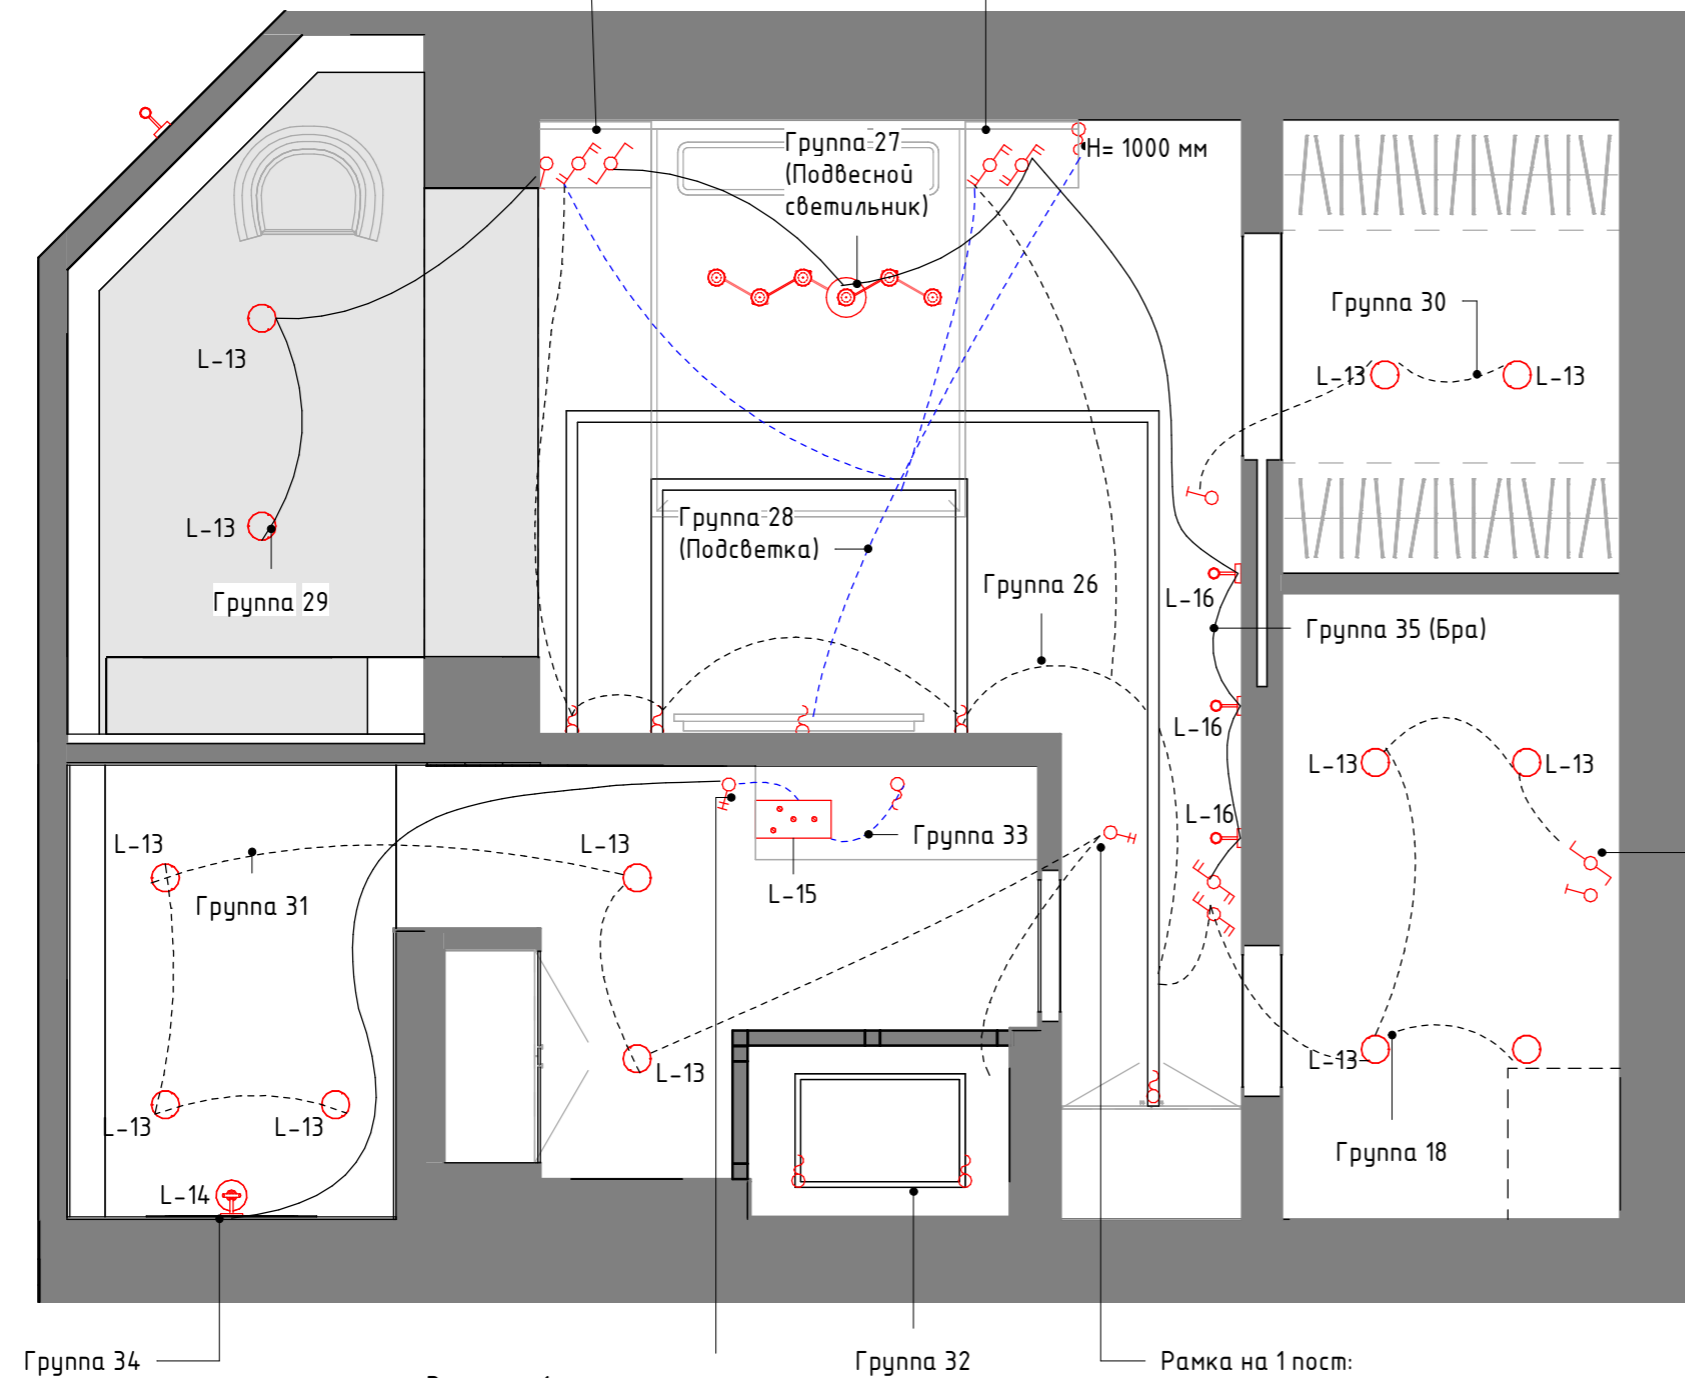 Группа 27
(Подвесной
светильник)
H= 1000 мм
Группа 30
L-13
L-13
L-13
L-13
Группа 28
(Подсветка)
Группа 29
Группа 26
L-16
Группа 35 (Бра)
L-16
L-13
L-13
L-16
L-13
L-13
Группа 33
L-15
Группа 31
L-13
L-13
L-13
L-13
Группа 18
L-14
Группа 34
Группа 32
Рамка на 1 пост: